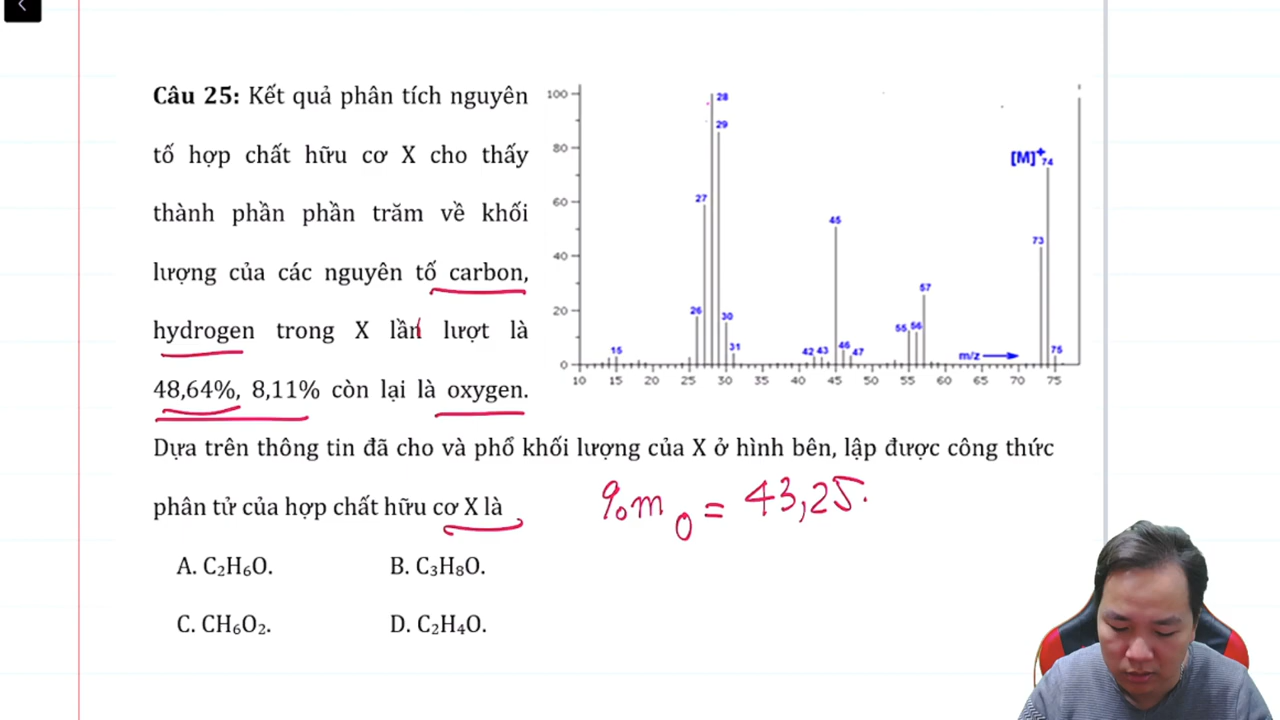 Câu 25: Kết quả phân tích nguyên
tố hợp chất hữu cơ X cho thấy
thành phần phần trăm về khối
lượng của các nguyên tố carbon,
hydrogen trong X lần lượt là
48,64%, 8,11% còn lại là oxygen.
Dựa trên thông tin đã cho và phổ khối lượng của X ở hình bên, lập được công thức
phân tử của hợp chất hữu cơ X là
%m O = 43,25
A. C₂H₆O.
B. C₃H₈O.
C. CH₆O₂.
D. C₂H₄O.
100
80
60
40
20
0
28
29
[M]⁺
74
27
45
73
57
26
30
55
56
15
31
42
43
46
47
m/z
75
10
15
20
25
30
35
40
45
50
55
60
65
70
75